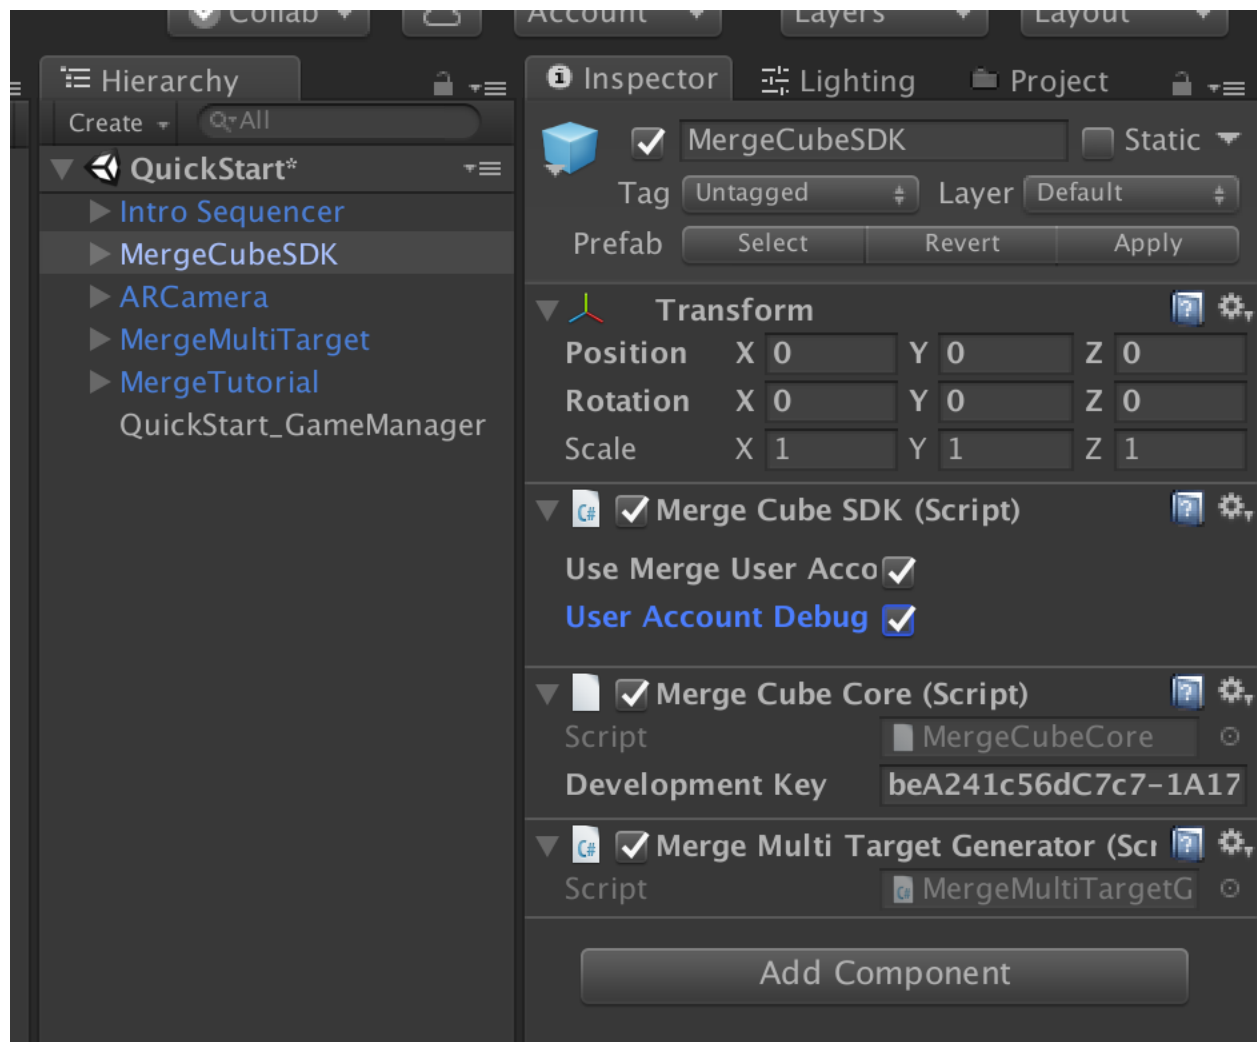 Collab Account Layers Layout
Hierarchy
Create All
QuickStart*
Intro Sequencer
MergeCubeSDK
ARCamera
MergeMultiTarget
MergeTutorial
QuickStart_GameManager
Inspector Lighting Project
MergeCubeSDK Static
Tag Untagged Layer Default
Prefab Select Revert Apply
Transform
Position X 0 Y 0 Z 0
Rotation X 0 Y 0 Z 0
Scale X 1 Y 1 Z 1
C# Merge Cube SDK (Script)
Use Merge User Acco
User Account Debug
Merge Cube Core (Script)
Script MergeCubeCore
Development Key beA241c56dC7c7-1A17
C# Merge Multi Target Generator (Scr
Script C# MergeMultiTargetG
Add Component